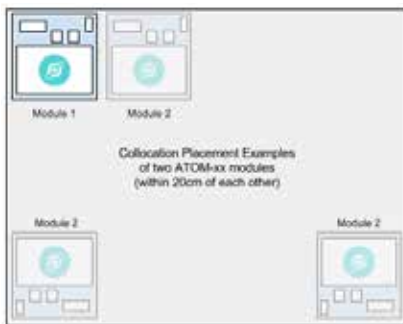 Module 1
Module 2
Collocation Placement Examples
of two ATOM-xx modules
(within 20cm of each other)
Module 2
Module 2